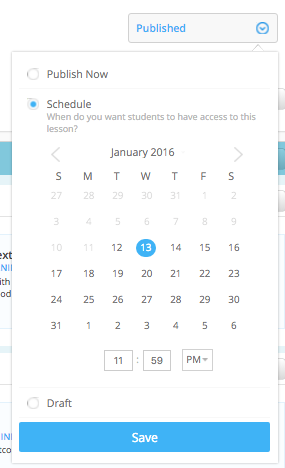 Published
Publish Now
Schedule
When do you want students to have access to this
lesson?
January 2016
S M T W T F S
27 28 29 30 31 1 2
3 4 5 6 7 8 9
10 11 12 13 14 15 16
17 18 19 20 21 22 23
24 25 26 27 28 29 30
31 1 2 3 4 5 6
11 : 59 PM
Draft
Save